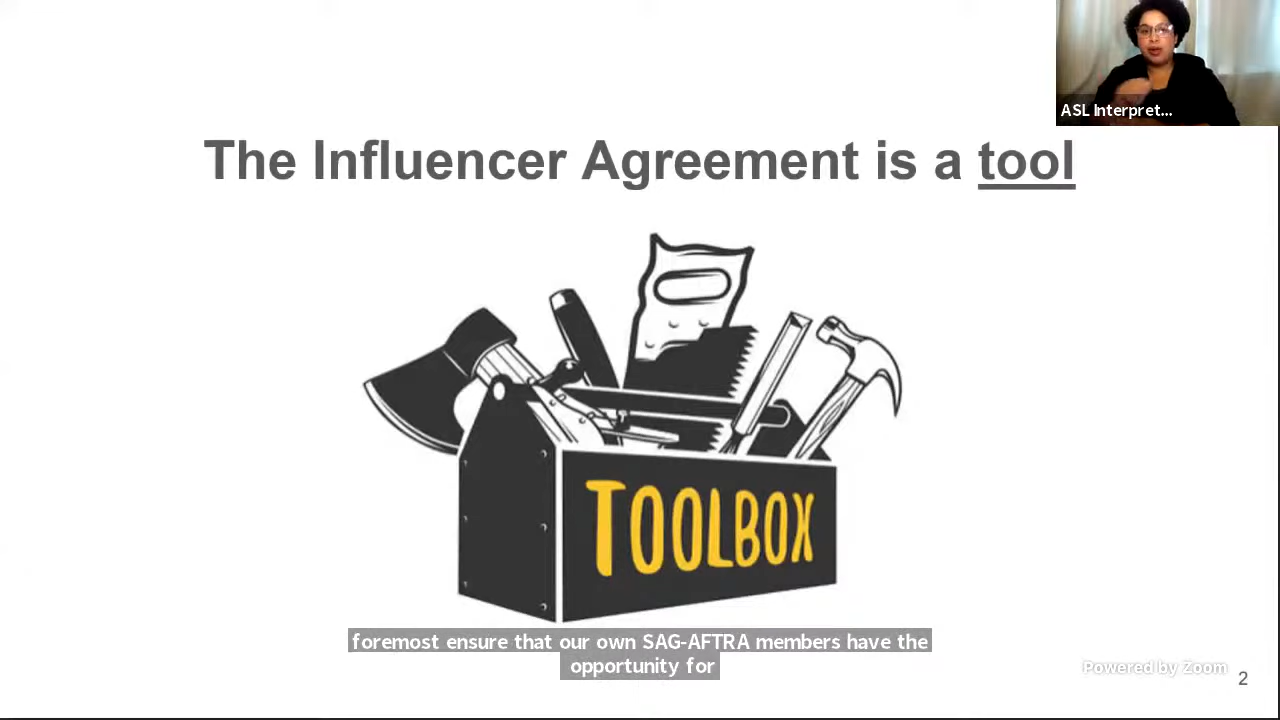 ASL Interpret...
The Influencer Agreement is a tool
TOOLBOX
foremost ensure that our own SAG-AFTRA members have the
opportunity for
Powered by Zoom
2